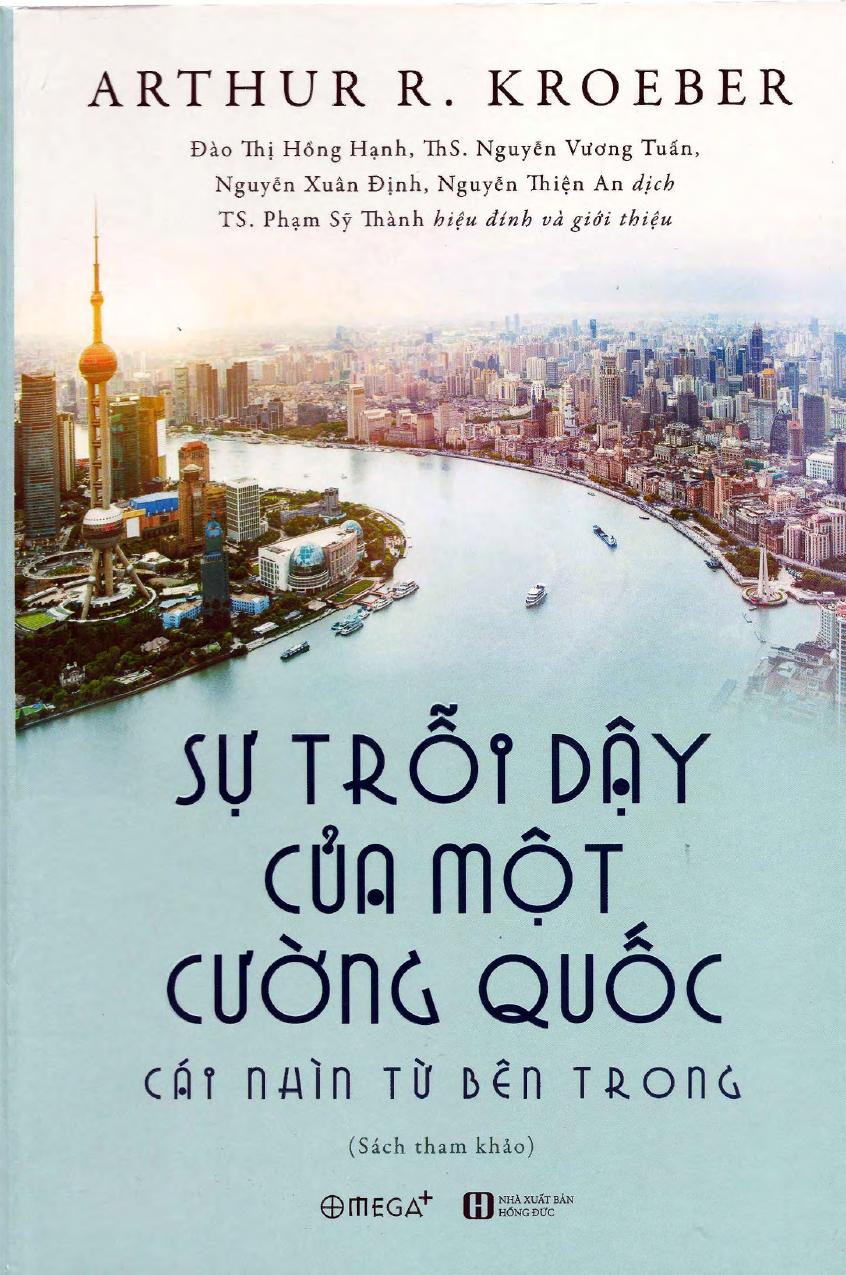 ARTHUR R. KROEBER
Đào Thị Hồng Hạnh, ThS. Nguyễn Vương Tuấn,
Nguyễn Xuân Định, Nguyễn Thiện An dịch
TS. Phạm Sỹ Thành hiệu đính và giới thiệu
SỰ TRỖI DẬY
CỦA MỘT
CƯỜNG QUỐC
CÁI NHÌN TỪ BÊN TRONG
(Sách tham khảo)
OMEGA+
H NHÀ XUẤT BẢN
HỒNG ĐỨC